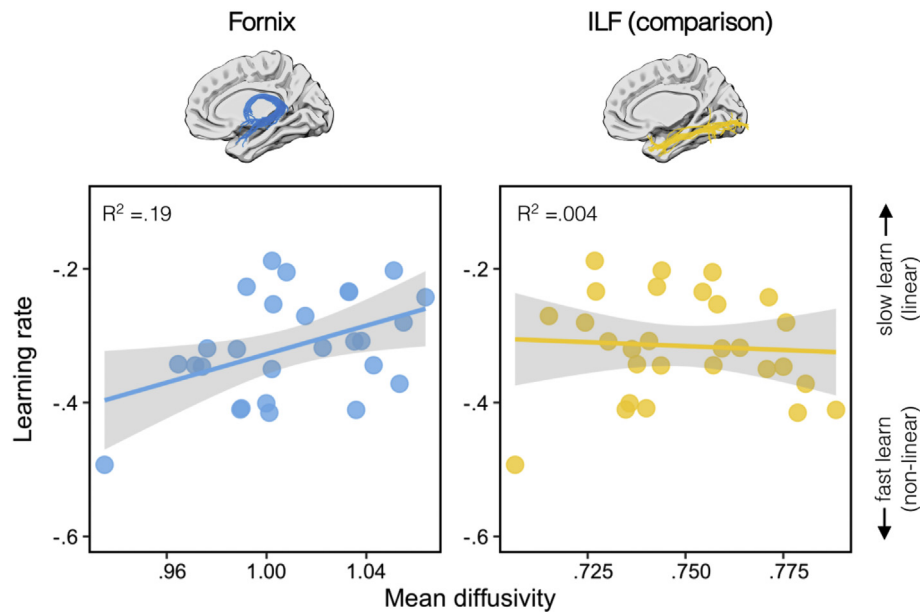 Fornix
ILF (comparison)
R² =.19
R² =.004
Learning rate
-.2
-.4
-.6
-.2
-.4
-.6
.96
1.00
1.04
.725
.750
.775
Mean diffusivity
slow learn
(linear)
fast learn
(non-linear)